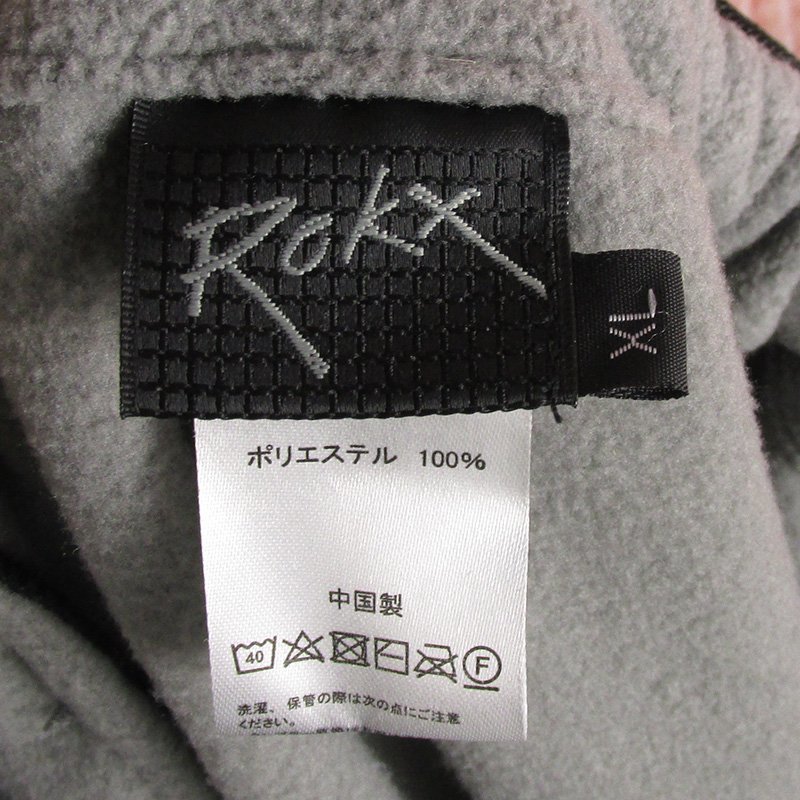 Rokx
XL
ポリエステル 100%
中国製
40 F
洗濯、保管の際は次の点にご注意
ください。